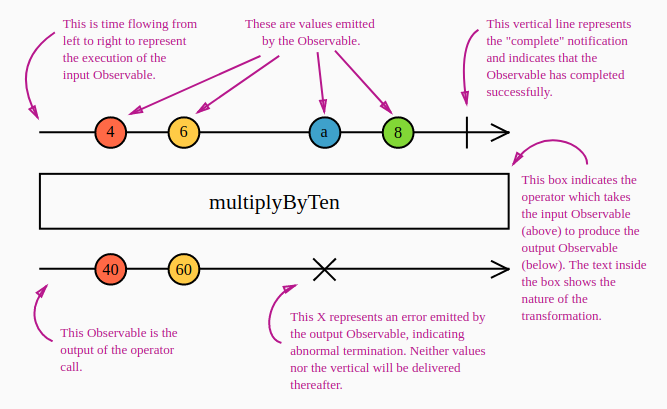 This is time flowing from
left to right to represent
the execution of the
input Observable.
These are values emitted
by the Observable.
This vertical line represents
the "complete" notification
and indicates that the
Observable has completed
successfully.
4
6
a
8
multiplyByTen
This box indicates the
operator which takes
the input Observable
(above) to produce the
output Observable
(below). The text inside
the box shows the
nature of the
transformation.
40
60
This Observable is the
output of the operator
call.
This X represents an error emitted by
the output Observable, indicating
abnormal termination. Neither values
nor the vertical will be delivered
thereafter.